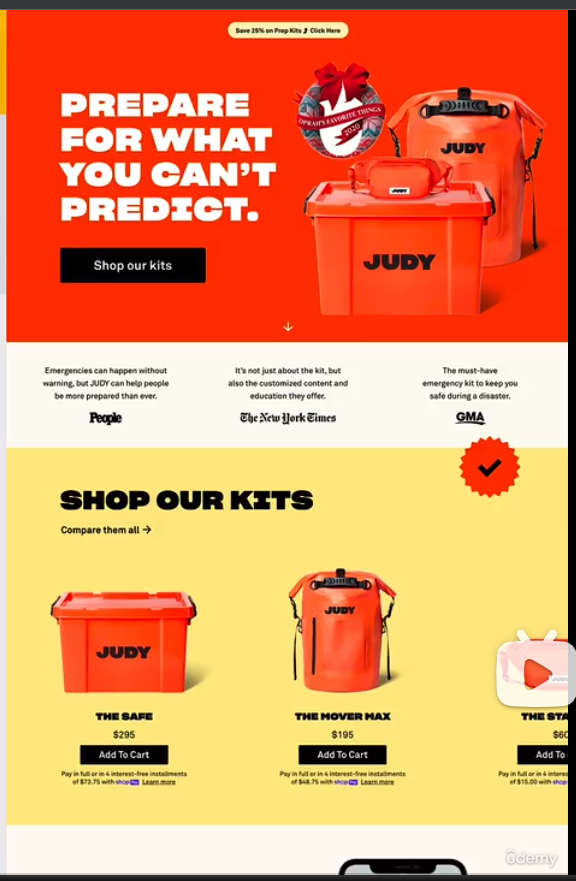 Save 25% on Prep Kits Click Here
PREPARE
FOR WHAT
YOU CAN'T
PREDICT.
Shop our kits
OPRAH'S FAVORITE THINGS
2020
JUDY
JUDY
JUDY
Emergencies can happen without
warning, but JUDY can help people
be more prepared than ever.
People
It's not just about the kit, but
also the customized content and
education they offer.
The New York Times
The must-have
emergency kit to keep you
safe during a disaster.
GMA
SHOP OUR KITS
Compare them all →
JUDY
THE SAFE
$295
Add To Cart
Pay in full or in 4 interest-free installments
of $73.75 with shop Pay Learn more
JUDY
THE MOVER MAX
$195
Add To Cart
Pay in full or in 4 interest-free installments
of $48.75 with shop Pay Learn more
THE STA
$60
Add To
Pay in full or in 4 interest-free
of $15.00 with shop
ûdemy